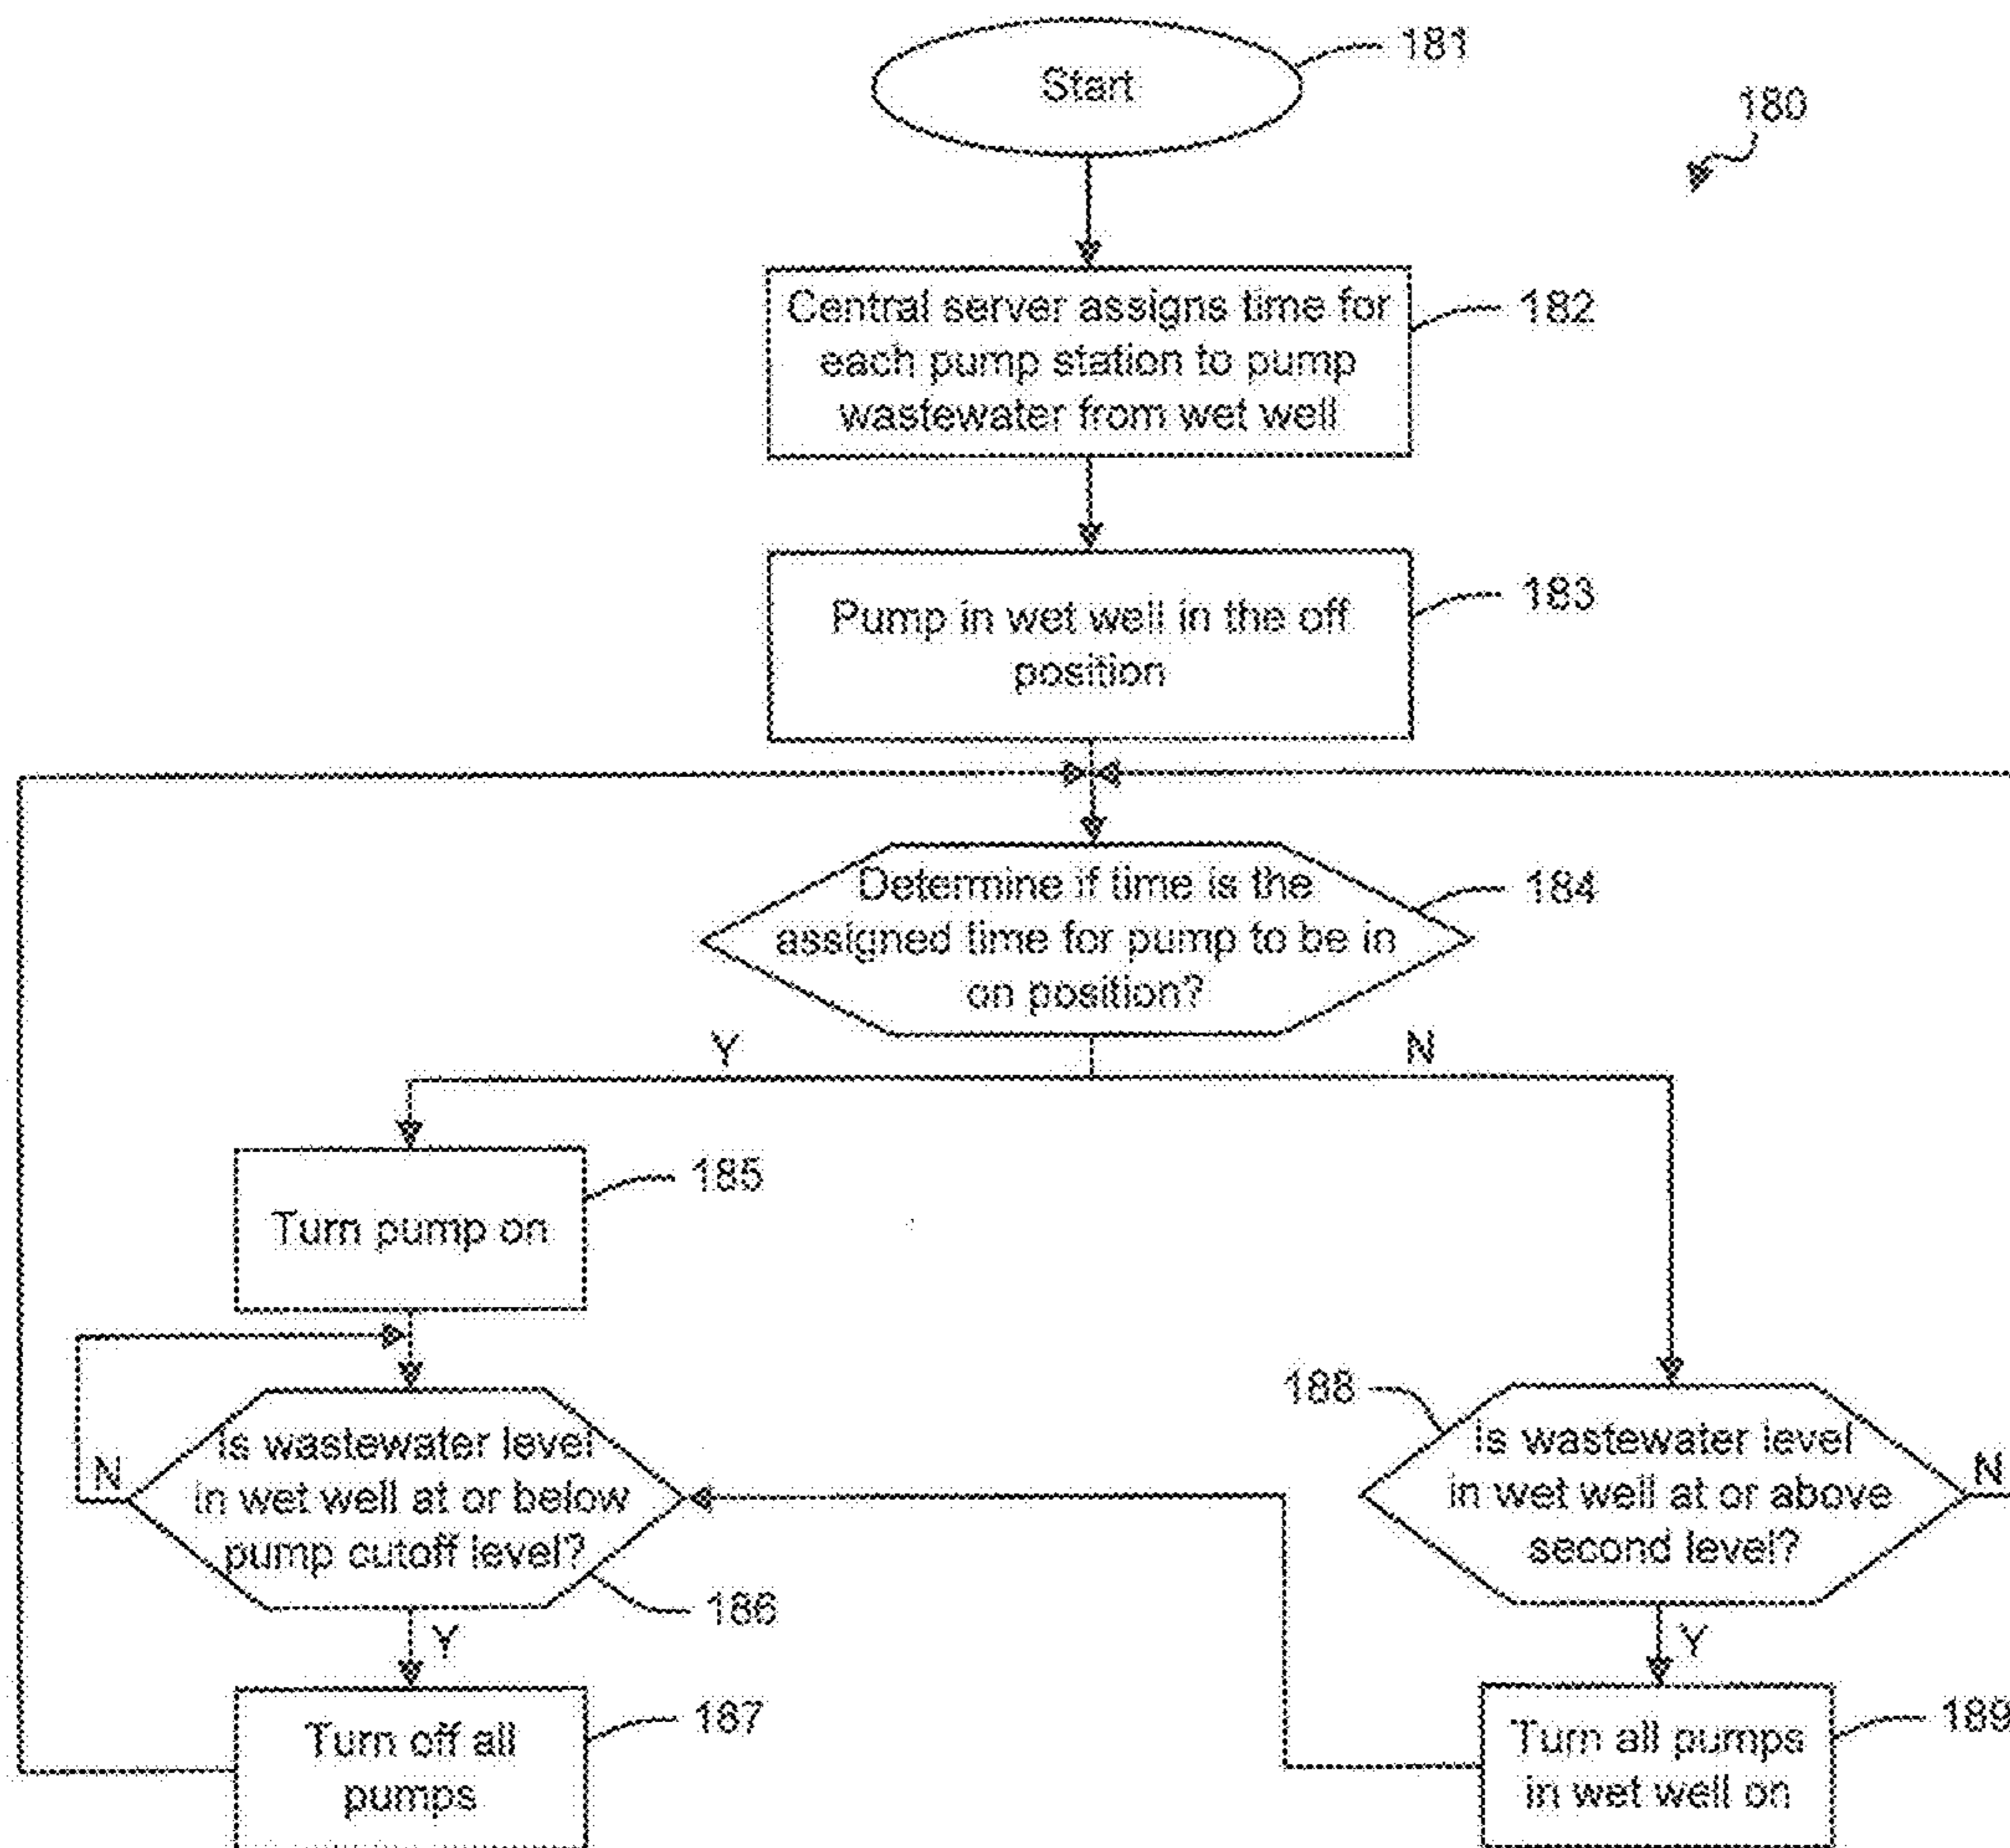 Start
181
180
Central server assigns time for
each pump station to pump
wastewater from wet well
182
Pump in wet well in the off
position
183
Determine if time is the
assigned time for pump to be in
on position?
184
Y
N
Turn pump on
185
Is wastewater level
in wet well at or below
pump cutoff level?
N
186
Y
188
Is wastewater level
in wet well at or above
second level?
N
Y
Turn off all
pumps
187
Turn all pumps
in wet well on
189